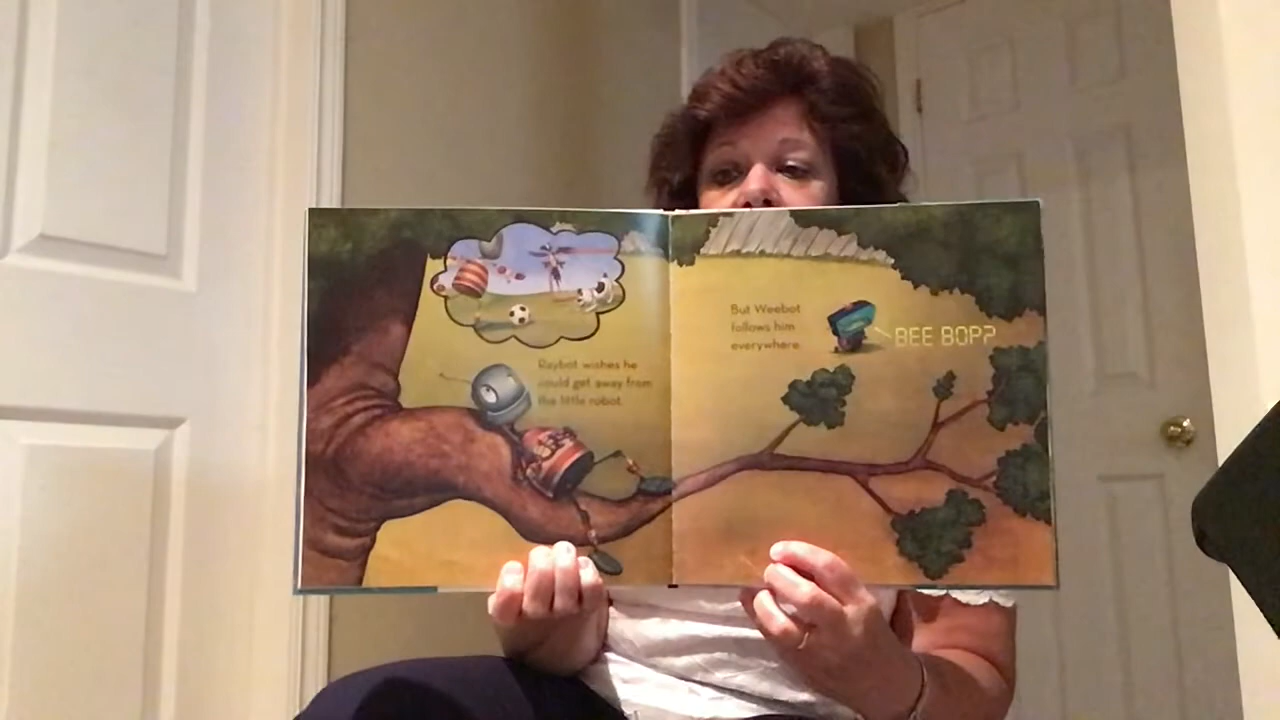 Raybot wishes he
could get away from
the little robot.
But Weebot
follows him
everywhere.
BEE BOP?